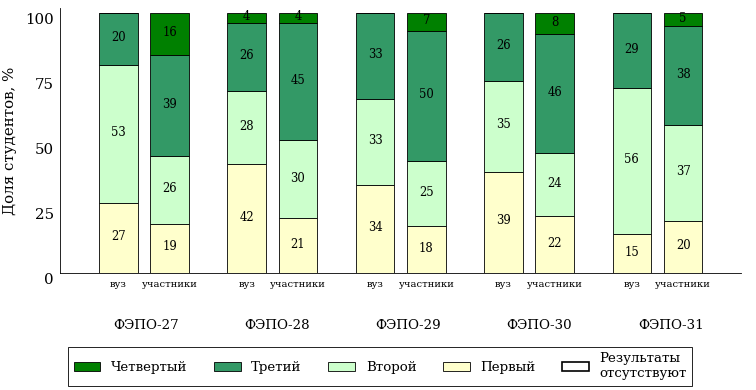 Доля студентов, %
100
75
50
25
0
20 16 4 4 33 7 26 8 29 5
53 39 26 45 33 50 35 46 56 38
27 26 28 30 34 25 39 24 15 37
19 42 21 18 22 20
вуз участники вуз участники вуз участники вуз участники вуз участники
ФЭПО-27 ФЭПО-28 ФЭПО-29 ФЭПО-30 ФЭПО-31
Четвертый Третий Второй Первый Результаты
отсутствуют